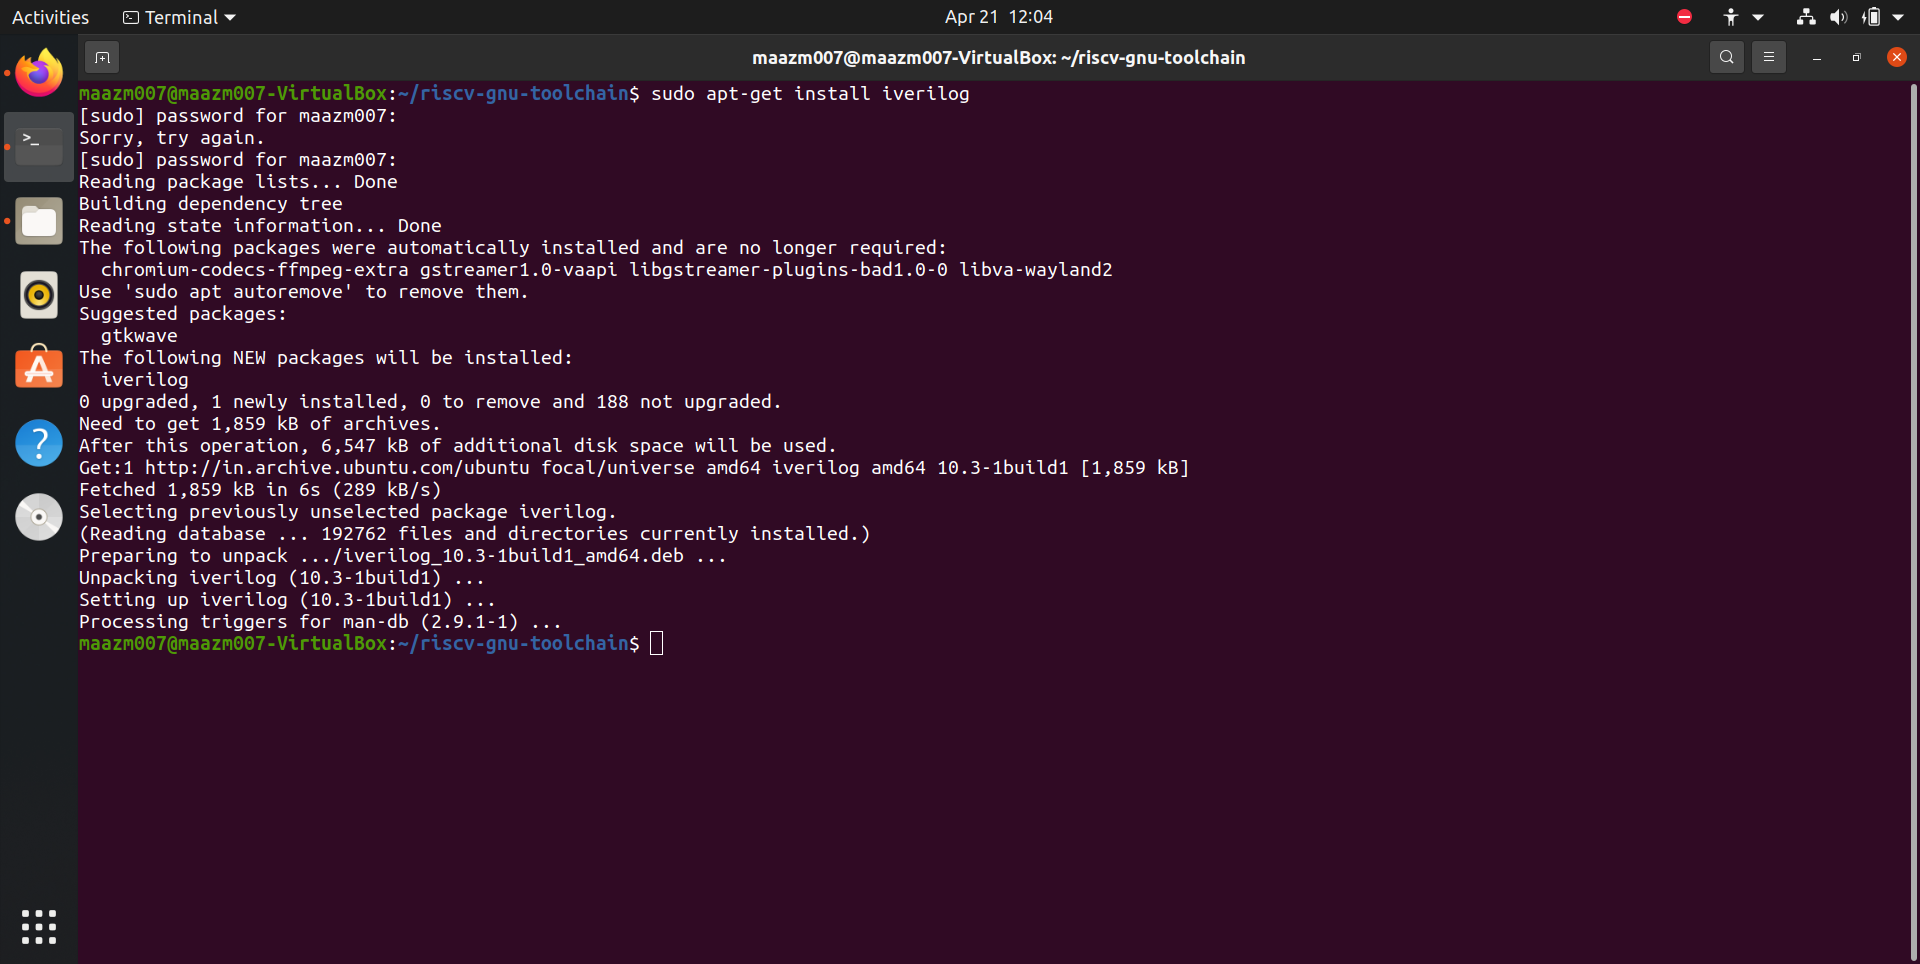 Activities Terminal Apr 21 12:04
maazm007@maazm007-VirtualBox: ~/riscv-gnu-toolchain
maazm007@maazm007-VirtualBox:~/riscv-gnu-toolchain$ sudo apt-get install iverilog
[sudo] password for maazm007:
Sorry, try again.
[sudo] password for maazm007:
Reading package lists... Done
Building dependency tree
Reading state information... Done
The following packages were automatically installed and are no longer required:
  chromium-codecs-ffmpeg-extra gstreamer1.0-vaapi libgstreamer-plugins-bad1.0-0 libva-wayland2
Use 'sudo apt autoremove' to remove them.
Suggested packages:
  gtkwave
The following NEW packages will be installed:
  iverilog
0 upgraded, 1 newly installed, 0 to remove and 188 not upgraded.
Need to get 1,859 kB of archives.
After this operation, 6,547 kB of additional disk space will be used.
Get:1 http://in.archive.ubuntu.com/ubuntu focal/universe amd64 iverilog amd64 10.3-1build1 [1,859 kB]
Fetched 1,859 kB in 6s (289 kB/s)
Selecting previously unselected package iverilog.
(Reading database ... 192762 files and directories currently installed.)
Preparing to unpack .../iverilog_10.3-1build1_amd64.deb ...
Unpacking iverilog (10.3-1build1) ...
Setting up iverilog (10.3-1build1) ...
Processing triggers for man-db (2.9.1-1) ...
maazm007@maazm007-VirtualBox:~/riscv-gnu-toolchain$